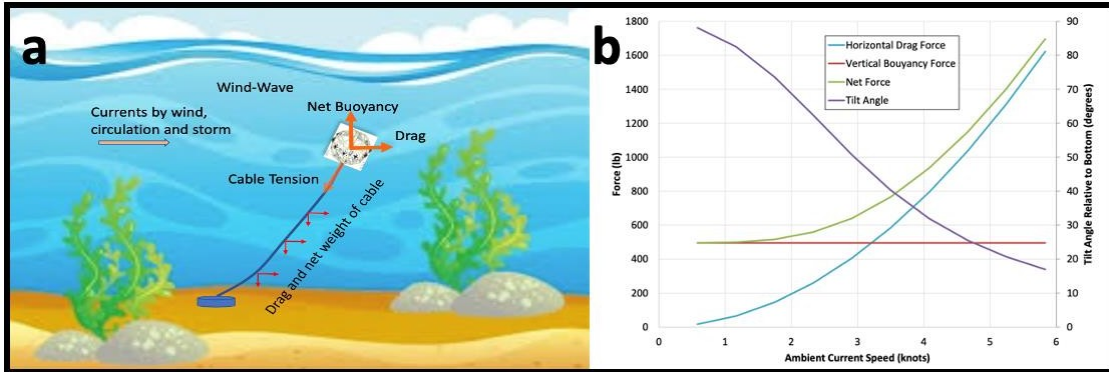 a
Wind-Wave
Currents by wind,
circulation and storm
Net Buoyancy
Drag
Cable Tension
Drag and net weight of cable
b
Horizontal Drag Force
Vertical Bouyancy Force
Net Force
Tilt Angle
Force (lb)
1800
1600
1400
1200
1000
800
600
400
200
0
0
1
2
3
4
5
6
Ambient Current Speed (knots)
90
80
70
60
50
40
30
20
10
0
Tilt Angle Relative to Bottom (degrees)